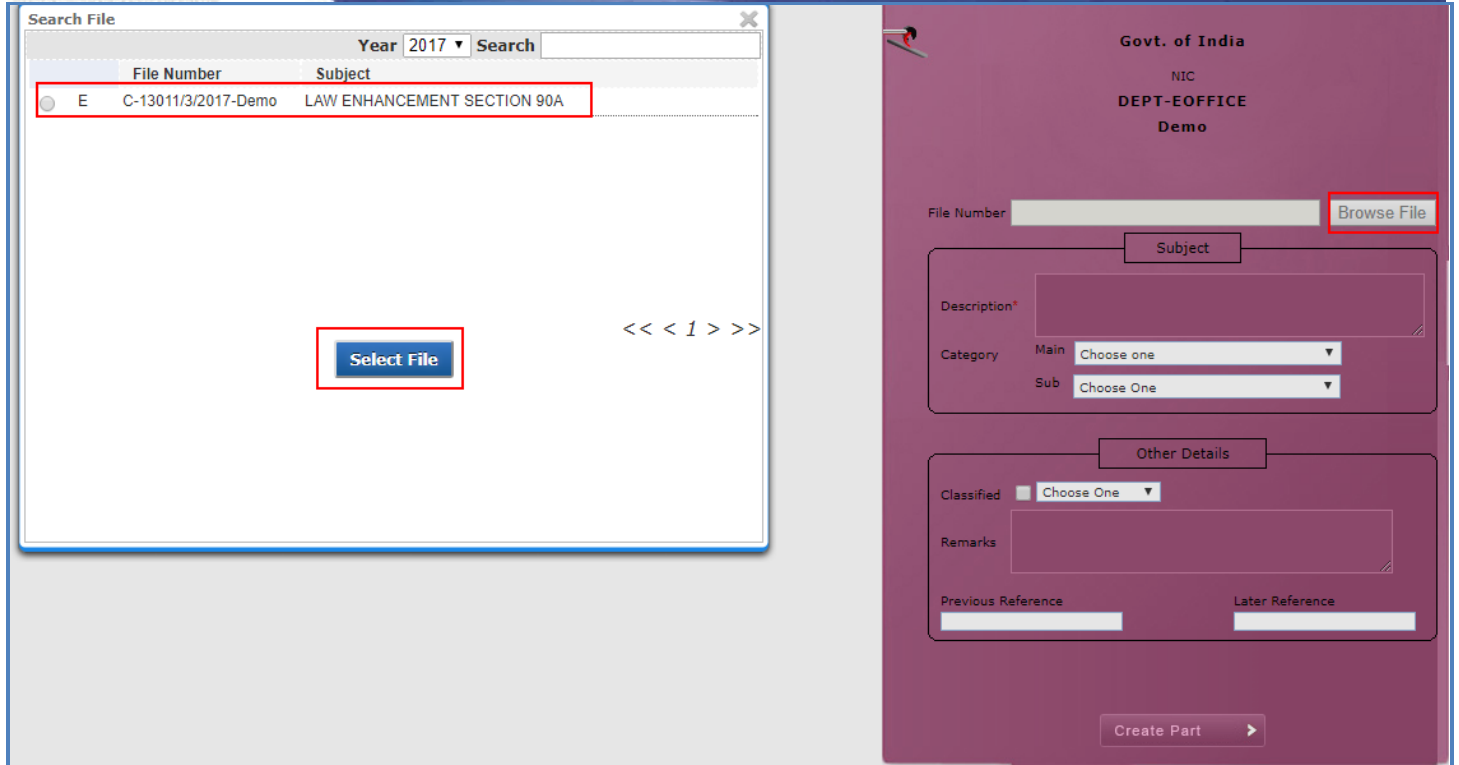 Search File
Year 2017 Search
File Number Subject
E C-13011/3/2017-Demo LAW ENHANCEMENT SECTION 90A
<< < 1 > >>
Select File
Govt. of India
NIC
DEPT-EOFFICE
Demo
File Number Browse File
Subject
Description*
Category Main Choose one
Sub Choose One
Other Details
Classified Choose One
Remarks
Previous Reference Later Reference
Create Part